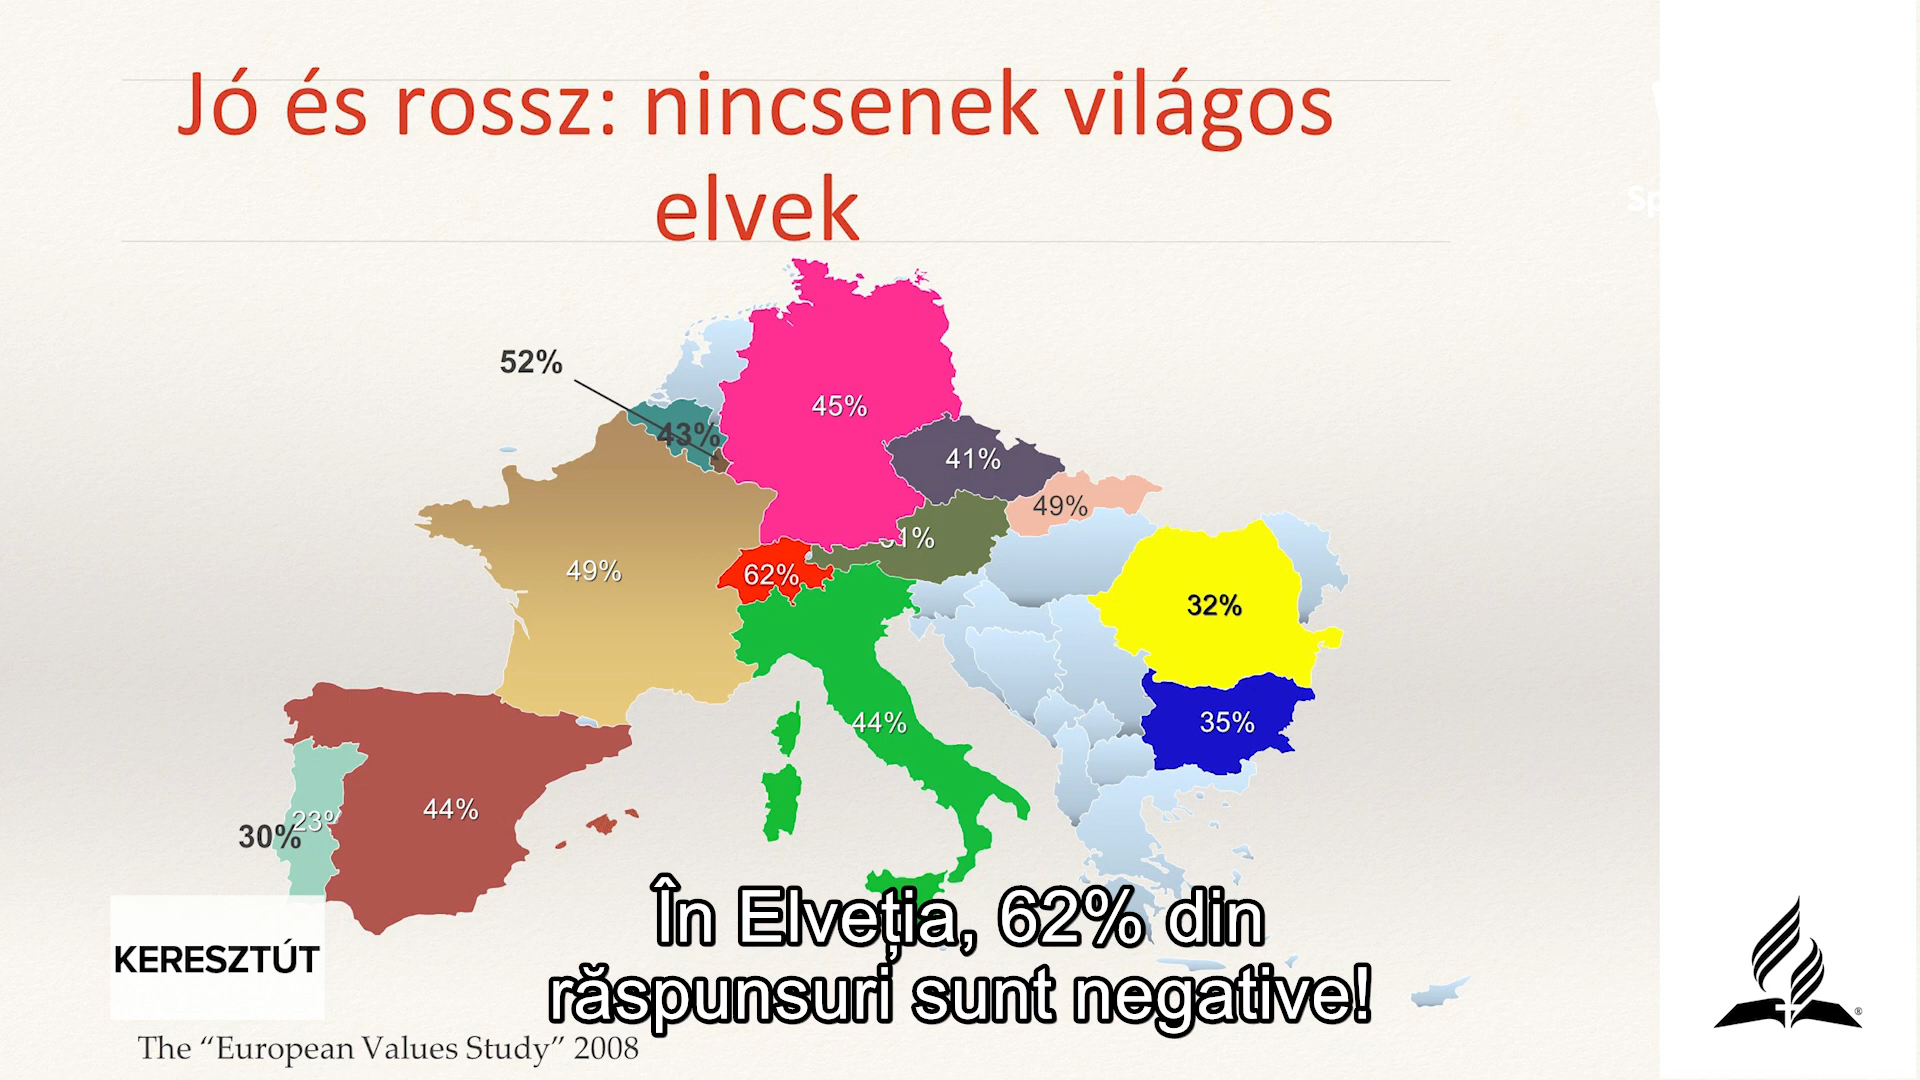 Jó és rossz: nincsenek világos
elvek
Sp
52%
45%
43%
41%
49%
49%
62%
32%
44%
35%
44%
30%
KERESZTÚT
În Elveția, 62% din
răspunsuri sunt negative!
The “European Values Study” 2008
®